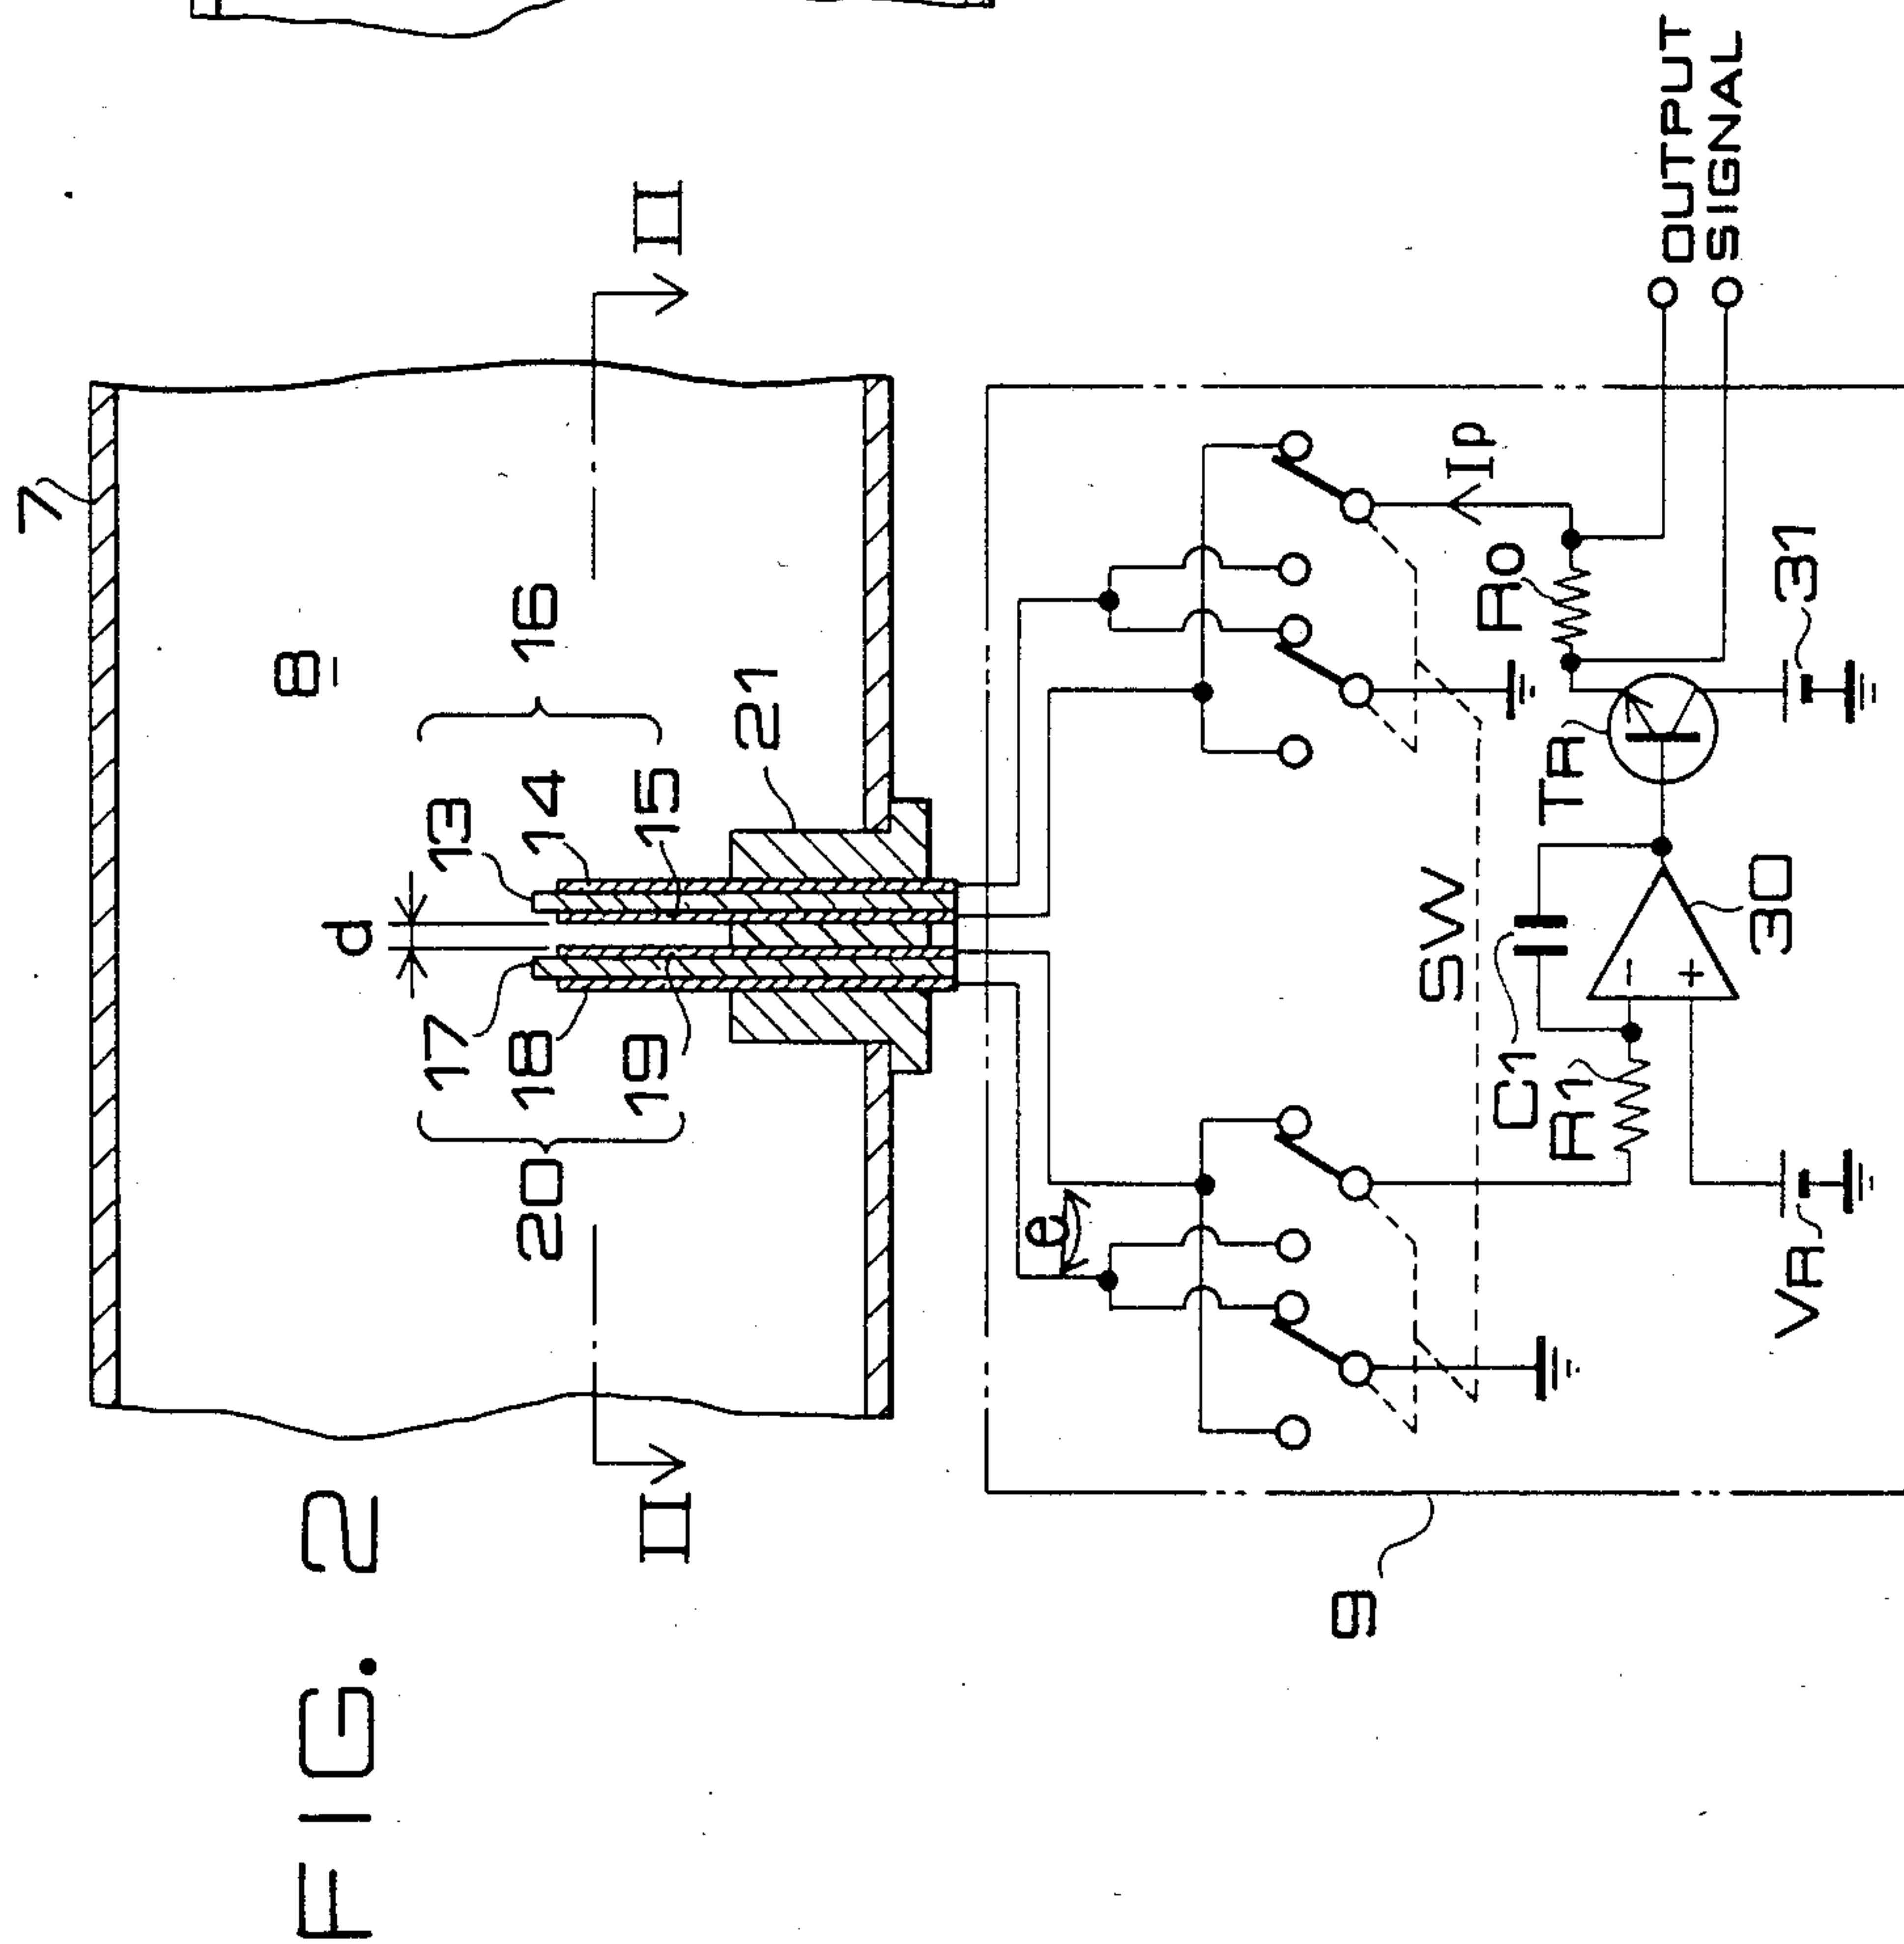 FIG. 2
7
8
d
13
14
15
16
17
18
19
20
21
II
II
e
SW
Ip
R0
TR
C1
R1
30
31
VR
9
-
+
OUTPUT
SIGNAL